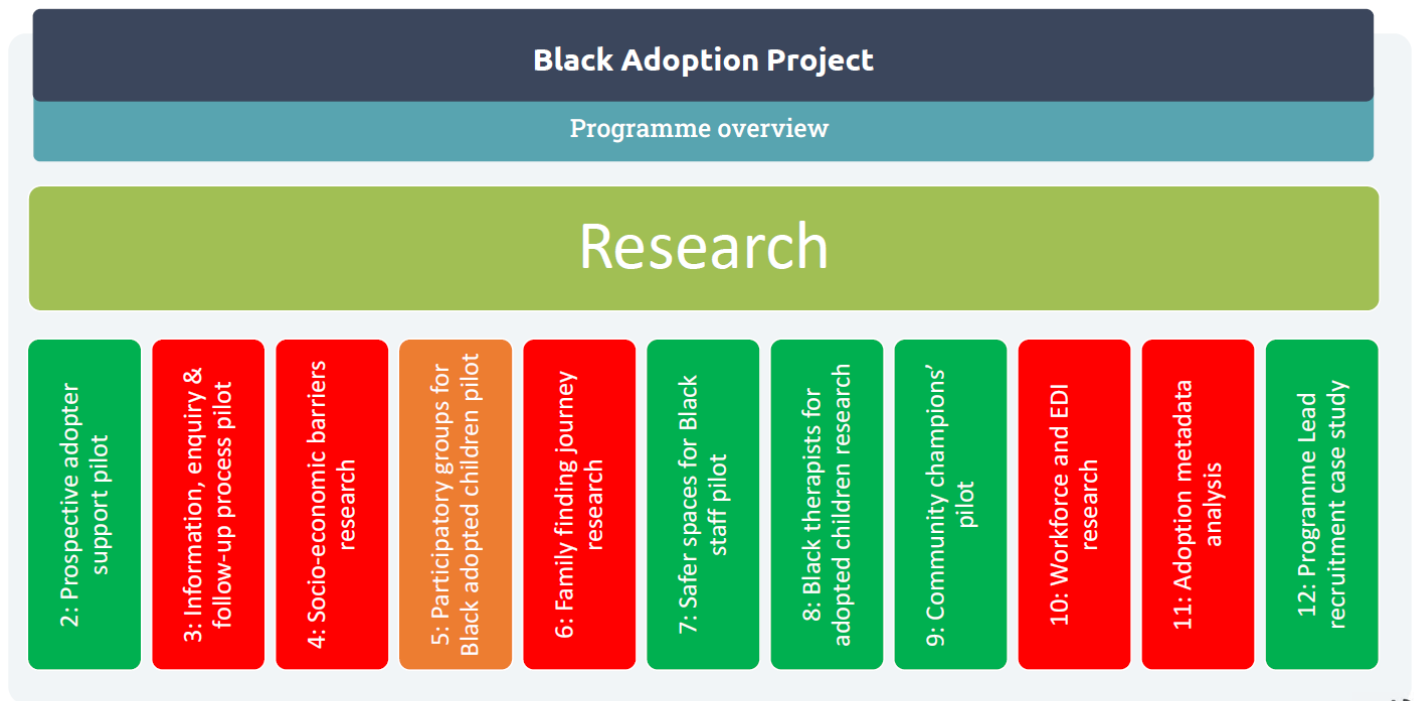 Black Adoption Project
Programme overview
Research
2: Prospective adopter
support pilot
3: Information, enquiry &
follow-up process pilot
4: Socio-economic barriers
research
5: Participatory groups for
Black adopted children pilot
6: Family finding journey
research
7: Safer spaces for Black
staff pilot
8: Black therapists for
adopted children research
9: Community champions’
pilot
10: Workforce and EDI
research
11: Adoption metadata
analysis
12: Programme Lead
recruitment case study